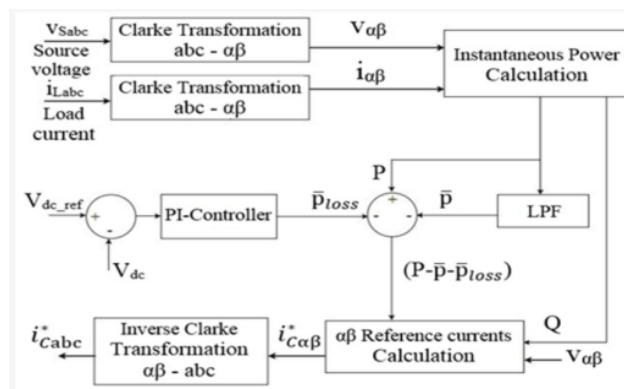 V_Sabc
Source
voltage
Clarke Transformation
abc - αβ
V_αβ
i_Labc
Load
current
Clarke Transformation
abc - αβ
i_αβ
Instantaneous Power
Calculation
P
V_dc_ref
+
-
V_dc
PI-Controller
p̄_loss
+
-
-
p̄
LPF
(P-p̄-p̄_loss)
i*_Cabc
Inverse Clarke
Transformation
αβ - abc
i*_Cαβ
αβ Reference currents
Calculation
Q
V_αβ